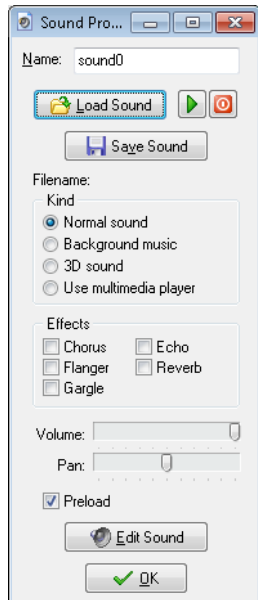 Sound Pro...
Name: sound0
Load Sound
Save Sound
Filename:
Kind
Normal sound
Background music
3D sound
Use multimedia player
Effects
Chorus Echo
Flanger Reverb
Gargle
Volume:
Pan:
Preload
Edit Sound
OK